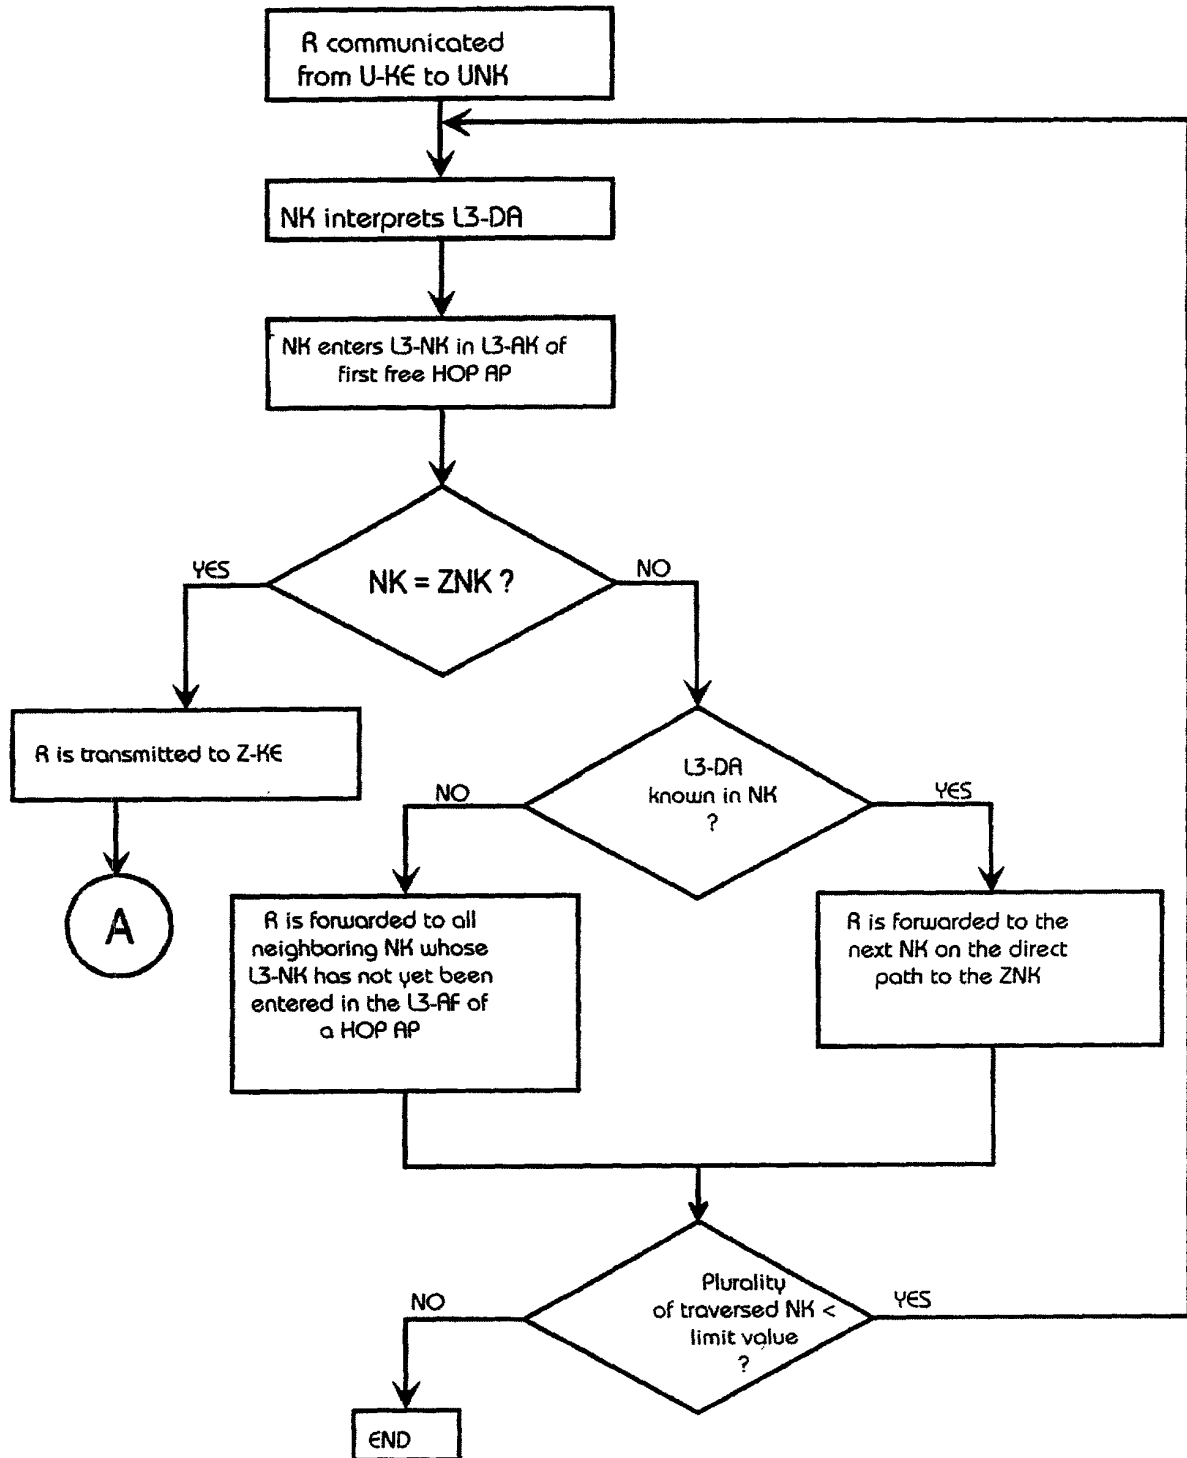 R communicated
from U-KE to UNK
NK interprets L3-DA
NK enters L3-NK in L3-AK of
first free HOP AP
NK = ZNK ?
YES
NO
R is transmitted to Z-KE
A
L3-DA
known in NK
?
NO
YES
R is forwarded to all
neighboring NK whose
L3-NK has not yet been
entered in the L3-AF of
a HOP AP
R is forwarded to the
next NK on the direct
path to the ZNK
Plurality
of traversed NK <
limit value
?
NO
YES
END